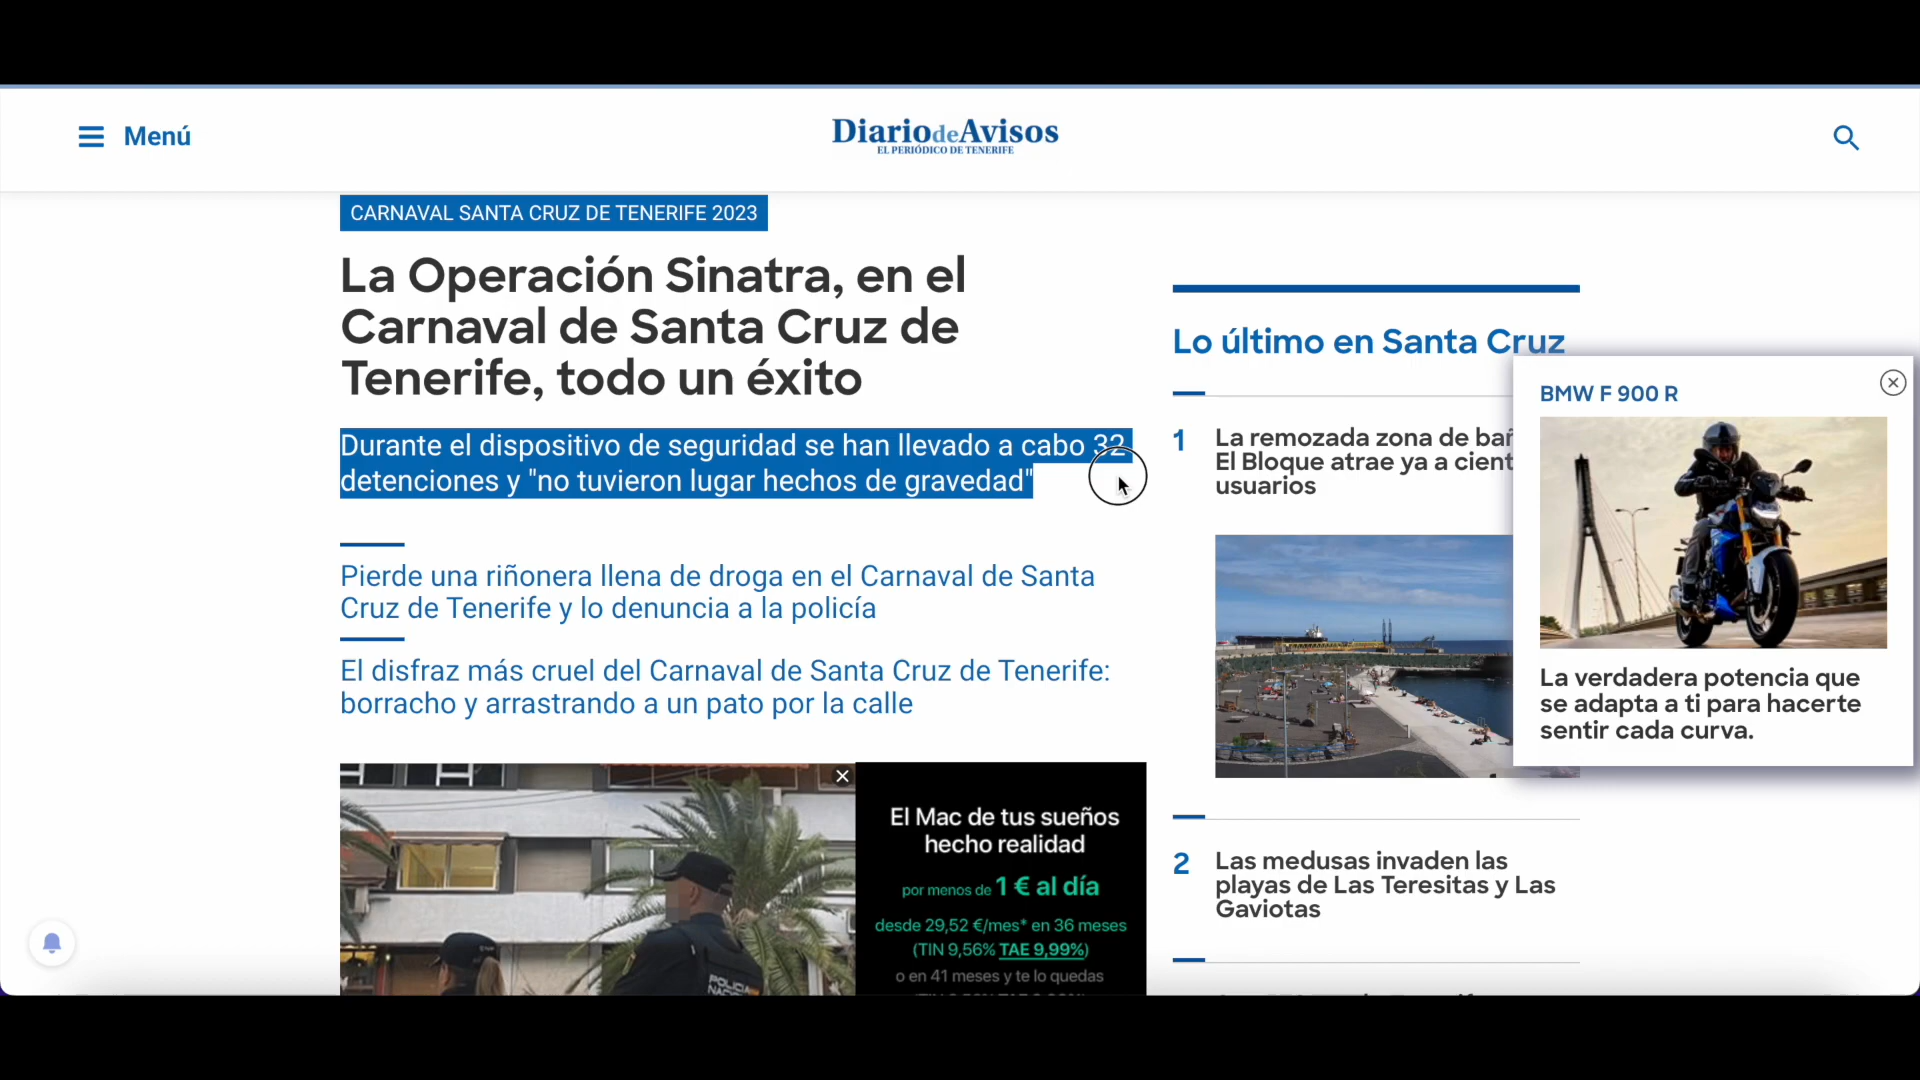 Menú
DiariodeAvisos
EL PERIÓDICO DE TENERIFE
CARNAVAL SANTA CRUZ DE TENERIFE 2023
La Operación Sinatra, en el
Carnaval de Santa Cruz de
Tenerife, todo un éxito
Durante el dispositivo de seguridad se han llevado a cabo 32
detenciones y "no tuvieron lugar hechos de gravedad"
Pierde una riñonera llena de droga en el Carnaval de Santa
Cruz de Tenerife y lo denuncia a la policía
El disfraz más cruel del Carnaval de Santa Cruz de Tenerife:
borracho y arrastrando a un pato por la calle
POLICIA
El Mac de tus sueños
hecho realidad
por menos de 1 € al día
desde 29,52 €/mes* en 36 meses
(TIN 9,56% TAE 9,99%)
o en 41 meses y te lo quedas
Lo último en Santa Cruz
1 La remozada zona de
El Bloque atrae ya a
usuarios
2 Las medusas invaden las
playas de Las Teresitas y Las
Gaviotas
BMW F 900 R
La verdadera potencia que
se adapta a ti para hacerte
sentir cada curva.